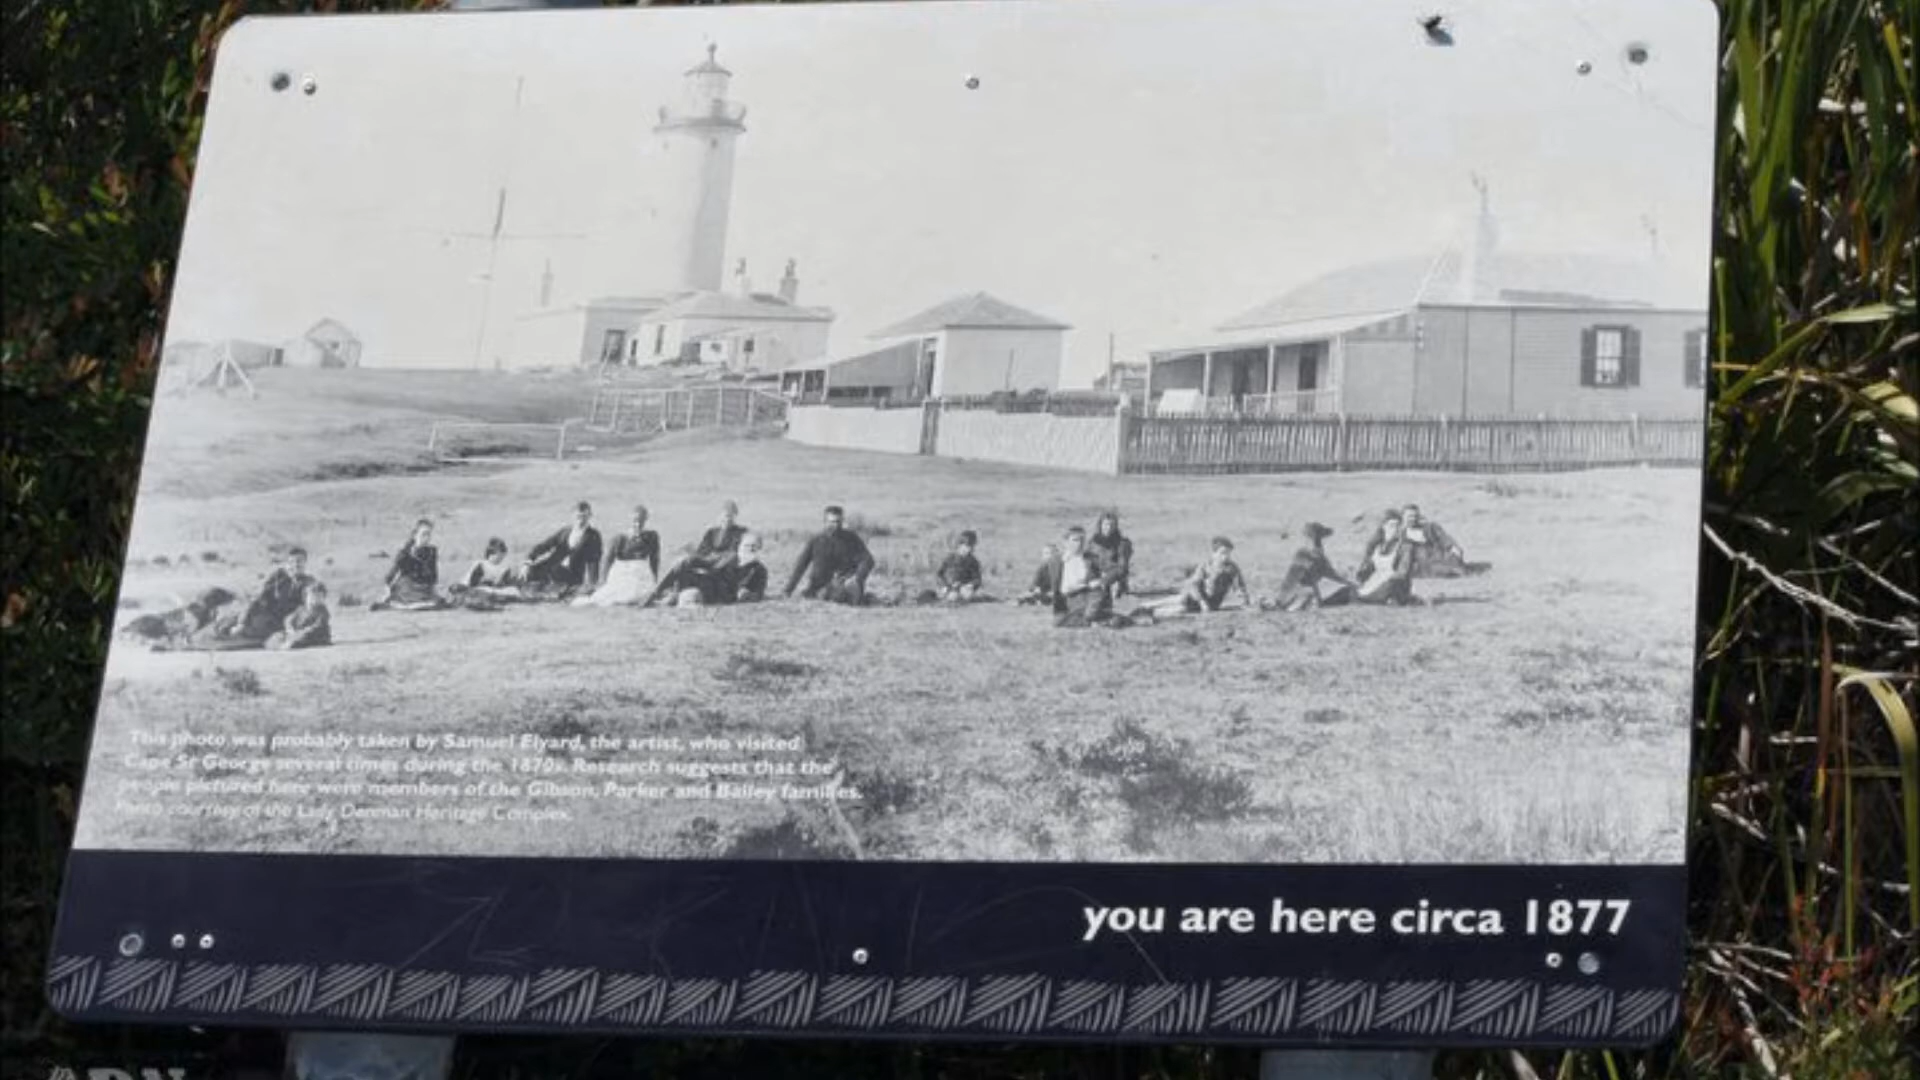 This photo was probably taken by Samuel Elyard, the artist, who visited
Cape St George several times during the 1870s. Research suggests that the
people pictured here were members of the Gibson, Parker and Bailey families.
Photo courtesy of the Lady Denman Heritage Complex.
you are here circa 1877